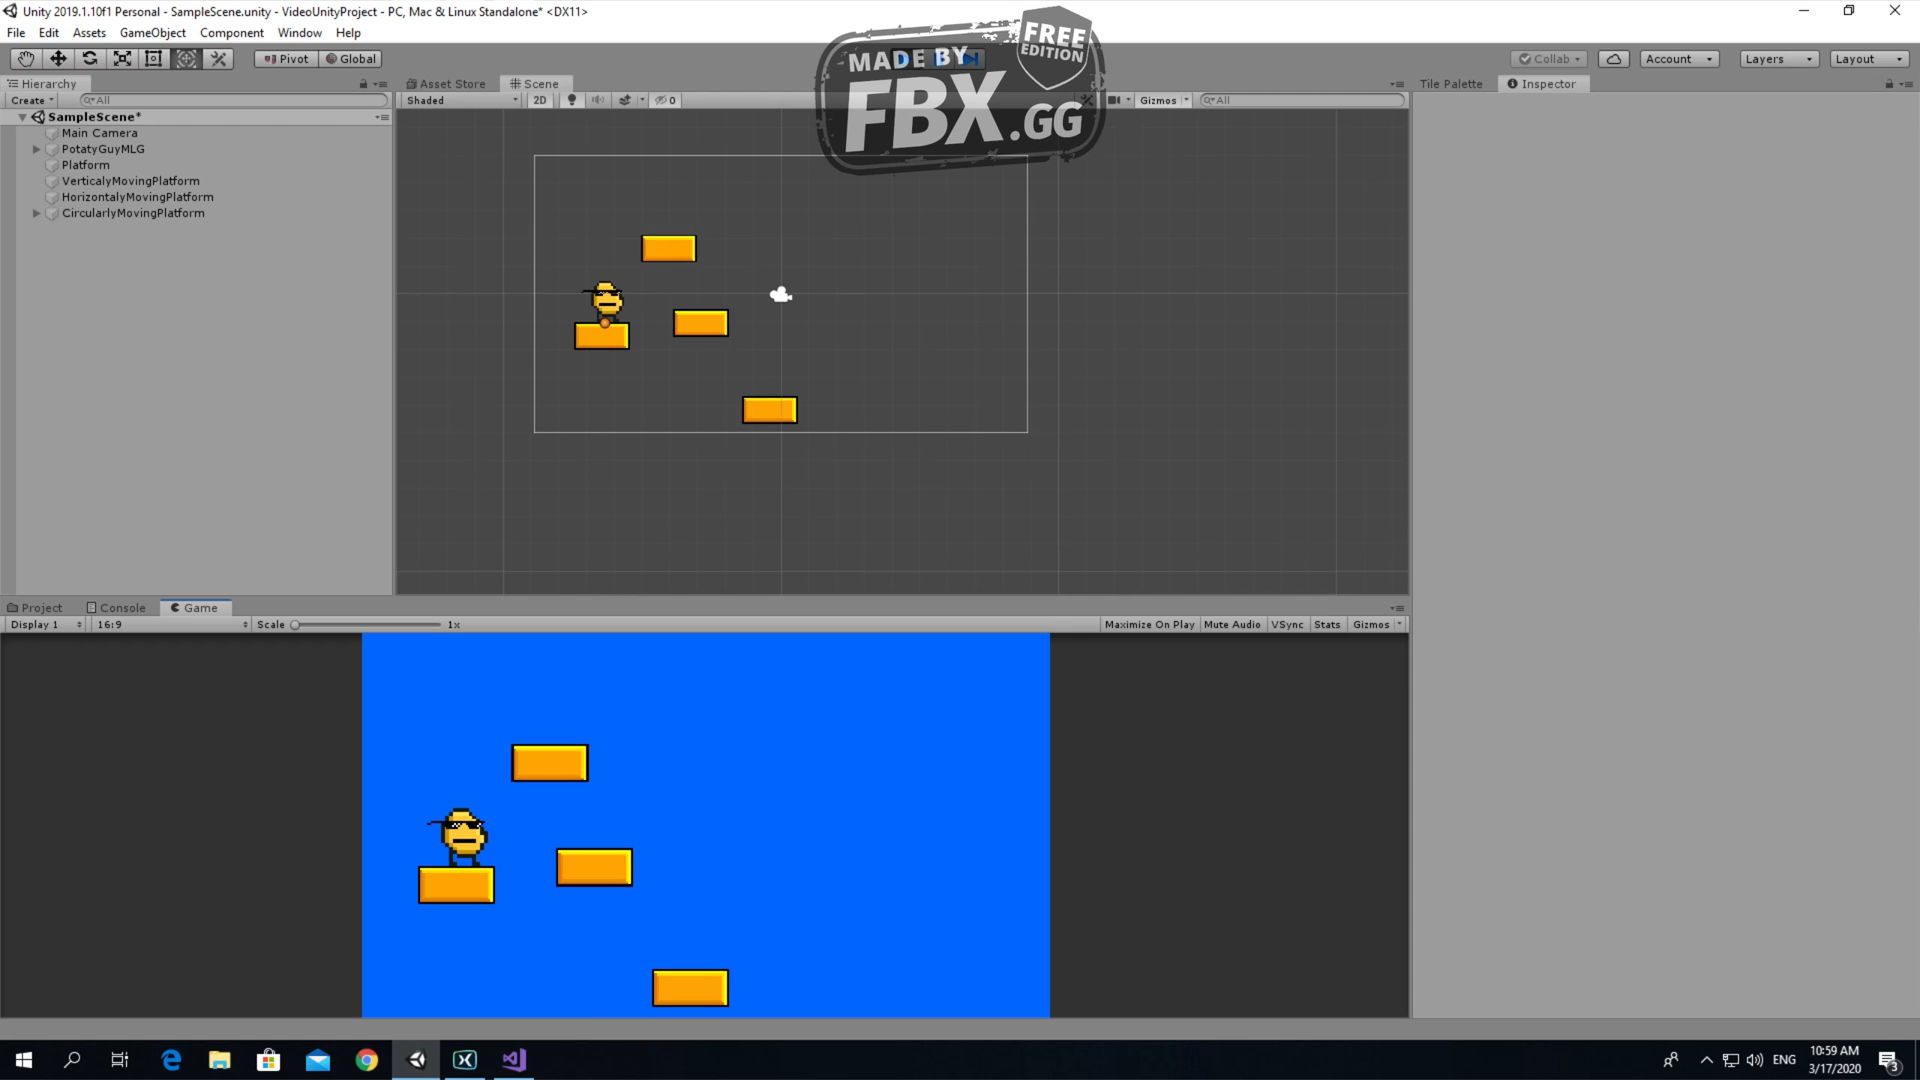 Unity 2019.1.10f1 Personal - SampleScene.unity - VideoUnityProject - PC, Mac & Linux Standalone* <DX11>
File Edit Assets GameObject Component Window Help
MADE BY
FREE
EDITION
FBX.GG
Pivot Global
Collab Account Layers Layout
Hierarchy
Asset Store Scene
Tile Palette Inspector
Create All
Shaded 2D 0 Gizmos All
SampleScene*
Main Camera
PotatyGuyMLG
Platform
VerticalyMovingPlatform
HorizontalyMovingPlatform
CircularlyMovingPlatform
Project Console Game
Display 1 16:9 Scale 1x Maximize On Play Mute Audio VSync Stats Gizmos
ENG
10:59 AM
3/17/2020
3